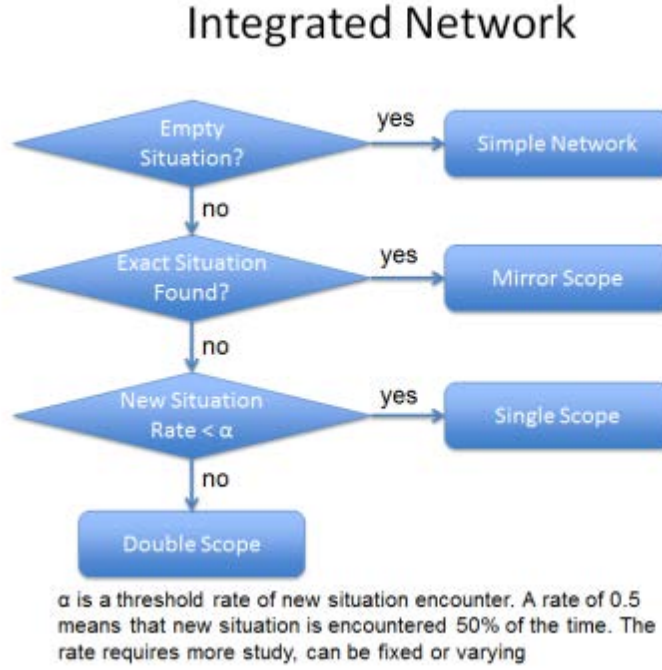 Integrated Network
Empty
Situation?
yes
Simple Network
no
Exact Situation
Found?
yes
Mirror Scope
no
New Situation
Rate < α
yes
Single Scope
no
Double Scope
α is a threshold rate of new situation encounter. A rate of 0.5
means that new situation is encountered 50% of the time. The
rate requires more study, can be fixed or varying